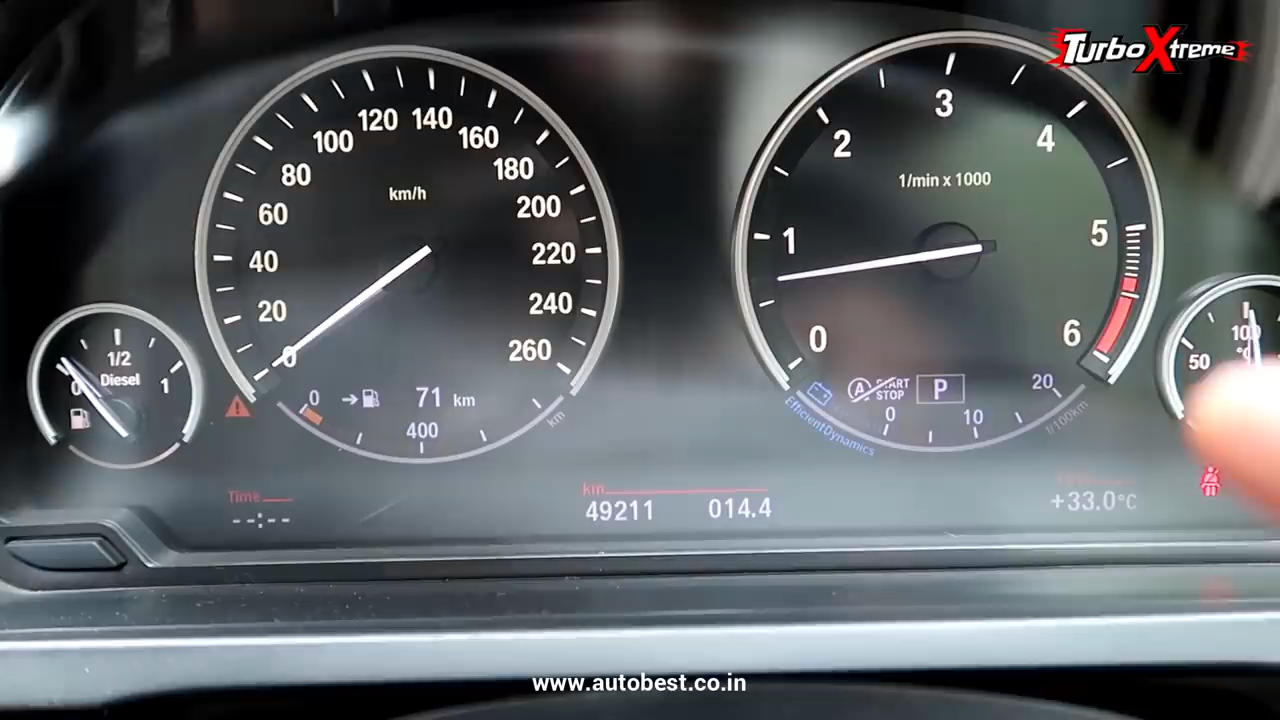 TurboXtreme
km/h
0
20
40
60
80
100
120
140
160
180
200
220
240
260
1/min x 1000
0
1
2
3
4
5
6
0
1/2
1
Diesel
50
100
°C
0
71 km
400
km
A START
STOP
P
0
10
20
l/100km
EfficientDynamics
Time
--:--
km
49211 014.4
+33.0°C
www.autobest.co.in